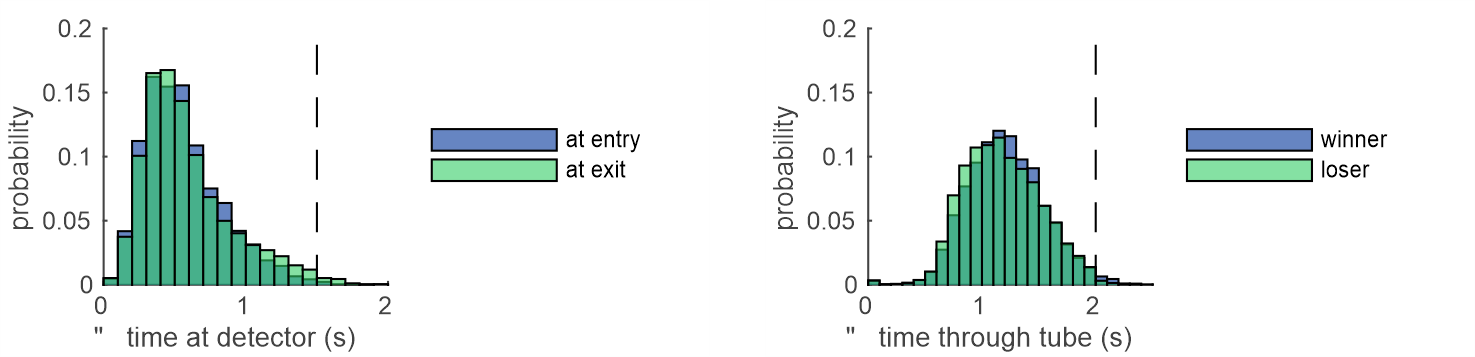 0.2
0.15
0.1
0.05
0
probability
0 1 2
" time at detector (s)
at entry
at exit
0.2
0.15
0.1
0.05
0
probability
0 1 2
" time through tube (s)
winner
loser